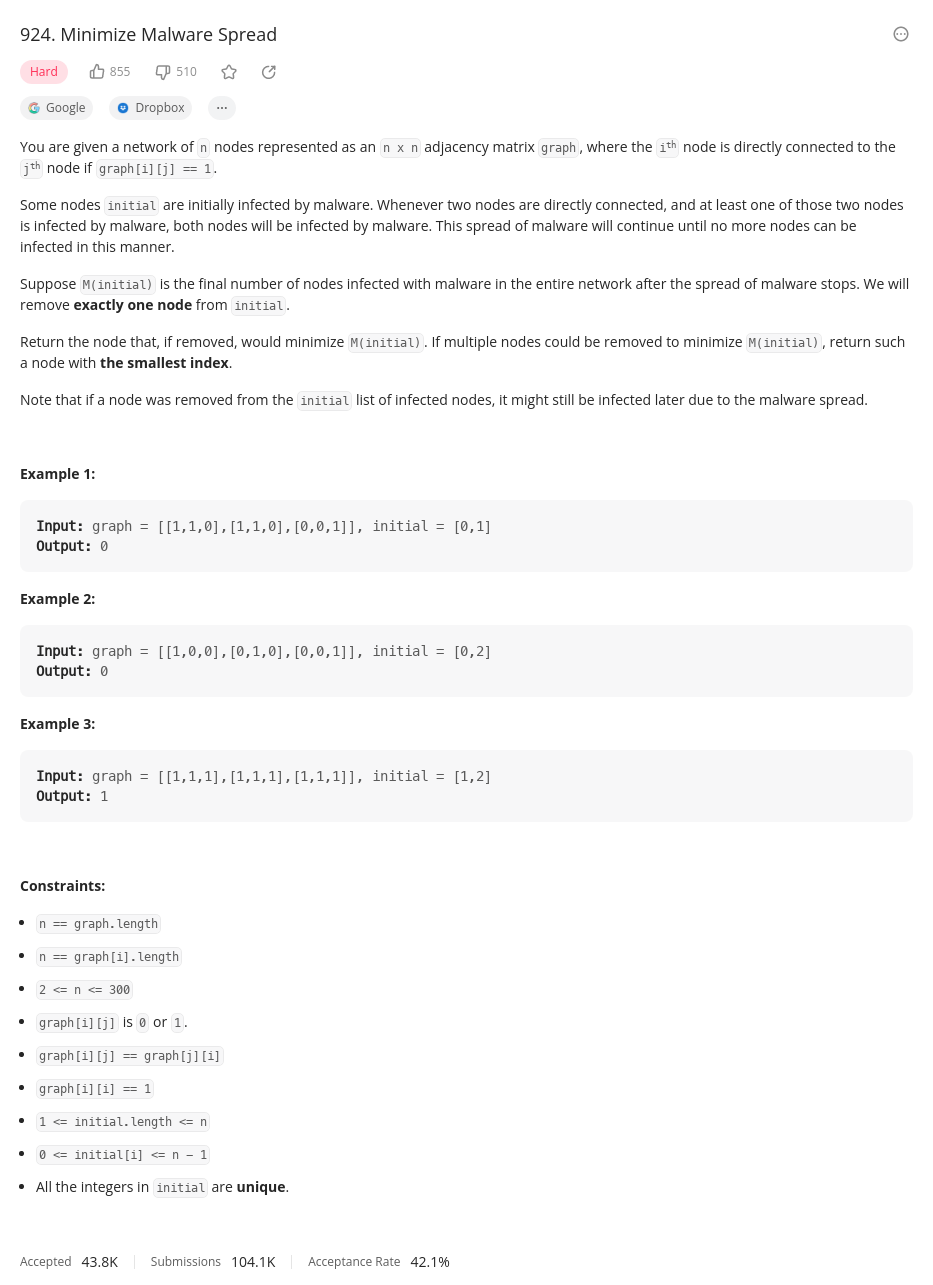 924. Minimize Malware Spread
Hard
855
510
Google
Dropbox
...
You are given a network of n nodes represented as an n x n adjacency matrix graph, where the ith node is directly connected to the
jth node if graph[i][j] == 1.
Some nodes initial are initially infected by malware. Whenever two nodes are directly connected, and at least one of those two nodes
is infected by malware, both nodes will be infected by malware. This spread of malware will continue until no more nodes can be
infected in this manner.
Suppose M(initial) is the final number of nodes infected with malware in the entire network after the spread of malware stops. We will
remove exactly one node from initial.
Return the node that, if removed, would minimize M(initial). If multiple nodes could be removed to minimize M(initial), return such
a node with the smallest index.
Note that if a node was removed from the initial list of infected nodes, it might still be infected later due to the malware spread.
Example 1:
Input: graph = [[1,1,0],[1,1,0],[0,0,1]], initial = [0,1]
Output: 0
Example 2:
Input: graph = [[1,0,0],[0,1,0],[0,0,1]], initial = [0,2]
Output: 0
Example 3:
Input: graph = [[1,1,1],[1,1,1],[1,1,1]], initial = [1,2]
Output: 1
Constraints:
• n == graph.length
• n == graph[i].length
• 2 <= n <= 300
• graph[i][j] is 0 or 1.
• graph[i][j] == graph[j][i]
• graph[i][i] == 1
• 1 <= initial.length <= n
• 0 <= initial[i] <= n - 1
• All the integers in initial are unique.
Accepted 43.8K Submissions 104.1K Acceptance Rate 42.1%